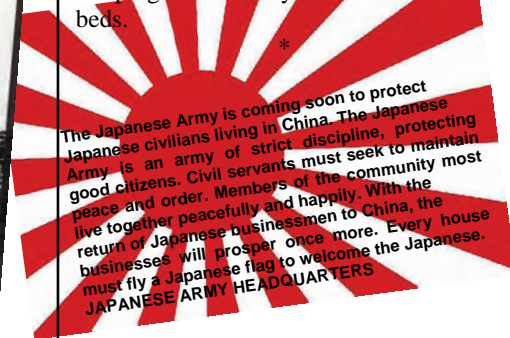 beds.
*
The Japanese Army is coming soon to protect
Japanese civilians living in China. The Japanese
Army is an army of strict discipline, protecting
good citizens. Civil servants must seek to maintain
peace and order. Members of the community most
live together peacefully and happily. With the
return of Japanese businessmen to China, the
businesses will prosper once more. Every house
must fly a Japanese flag to welcome the Japanese.
JAPANESE ARMY HEADQUARTERS